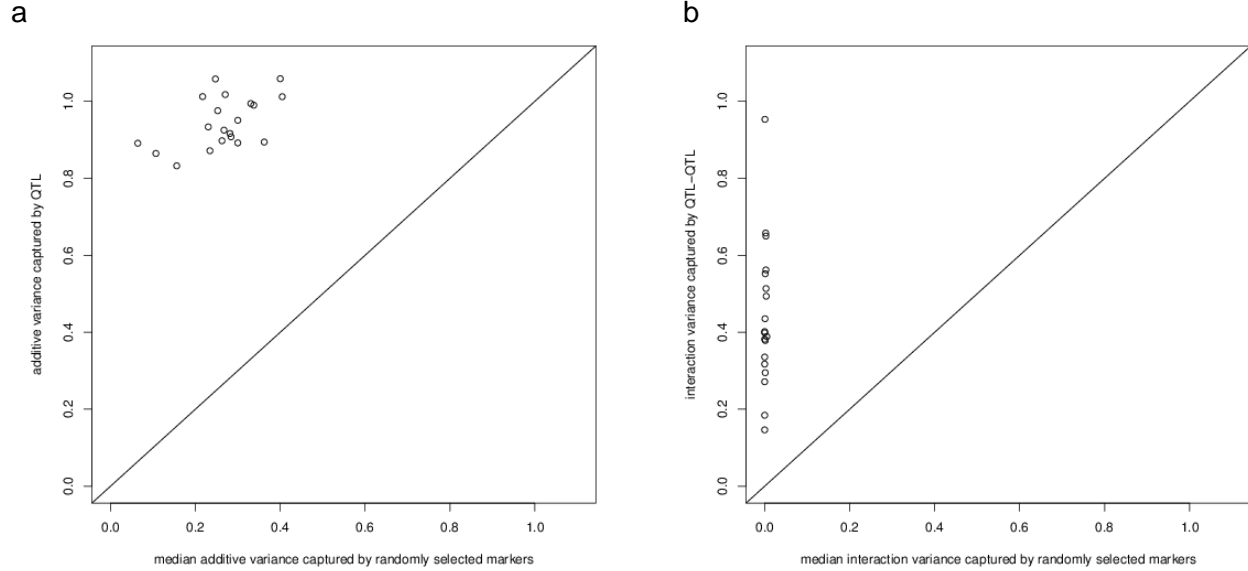 a
additive variance captured by QTL
0.0 0.2 0.4 0.6 0.8 1.0
0.0 0.2 0.4 0.6 0.8 1.0
median additive variance captured by randomly selected markers
b
interaction variance captured by QTL−QTL
0.0 0.2 0.4 0.6 0.8 1.0
0.0 0.2 0.4 0.6 0.8 1.0
median interaction variance captured by randomly selected markers